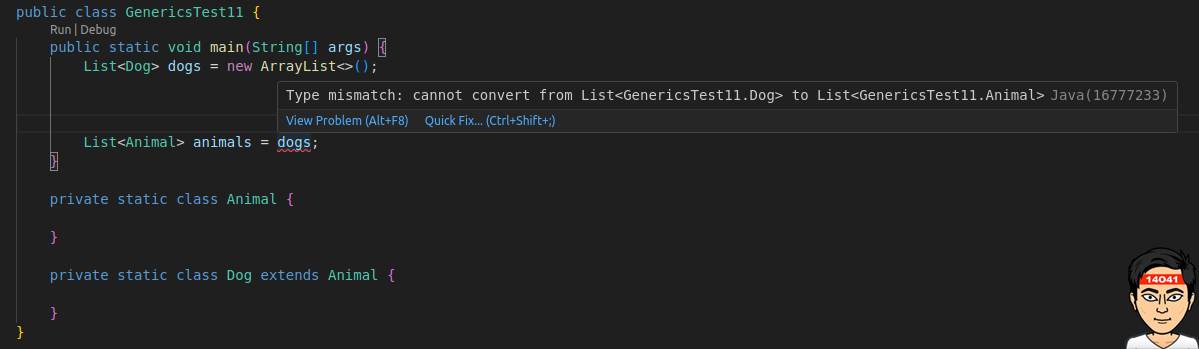 public class GenericsTest11 {
Run | Debug
public static void main(String[] args) {
List<Dog> dogs = new ArrayList<>();
Type mismatch: cannot convert from List<GenericsTest11.Dog> to List<GenericsTest11.Animal> Java(16777233)
View Problem (Alt+F8) Quick Fix... (Ctrl+Shift+;)
List<Animal> animals = dogs;
}
private static class Animal {
}
private static class Dog extends Animal {
}
}
14041